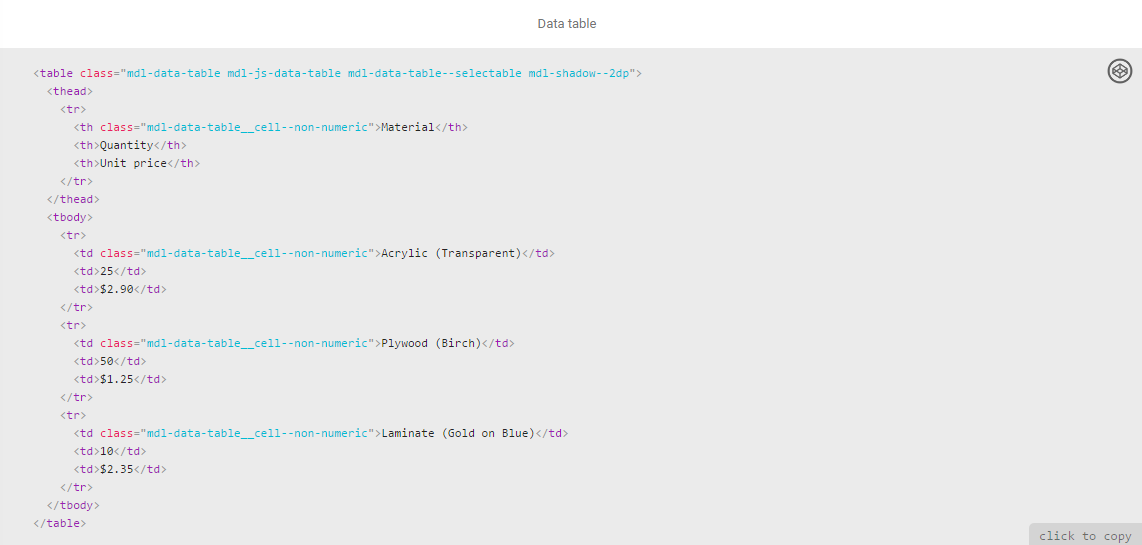 Data table
<table class="mdl-data-table mdl-js-data-table mdl-data-table--selectable mdl-shadow--2dp">
  <thead>
    <tr>
      <th class="mdl-data-table__cell--non-numeric">Material</th>
      <th>Quantity</th>
      <th>Unit price</th>
    </tr>
  </thead>
  <tbody>
    <tr>
      <td class="mdl-data-table__cell--non-numeric">Acrylic (Transparent)</td>
      <td>25</td>
      <td>$2.90</td>
    </tr>
    <tr>
      <td class="mdl-data-table__cell--non-numeric">Plywood (Birch)</td>
      <td>50</td>
      <td>$1.25</td>
    </tr>
    <tr>
      <td class="mdl-data-table__cell--non-numeric">Laminate (Gold on Blue)</td>
      <td>10</td>
      <td>$2.35</td>
    </tr>
  </tbody>
</table>
click to copy